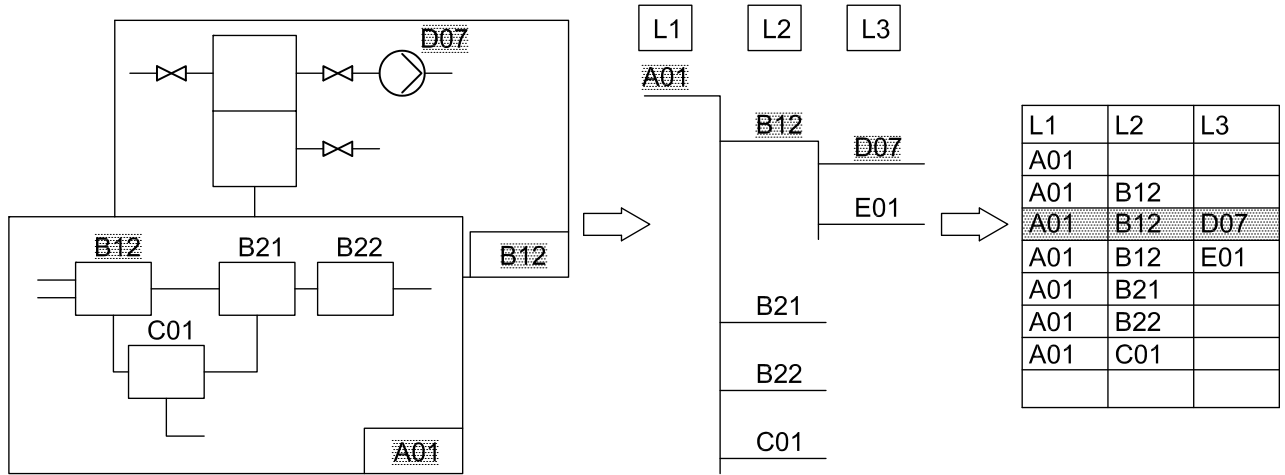 D07
B12
B21
B22
B12
C01
A01
L1 L2 L3
A01
B12
D07
E01
B21
B22
C01
L1 L2 L3
A01
A01 B12
A01 B12 D07
A01 B12 E01
A01 B21
A01 B22
A01 C01